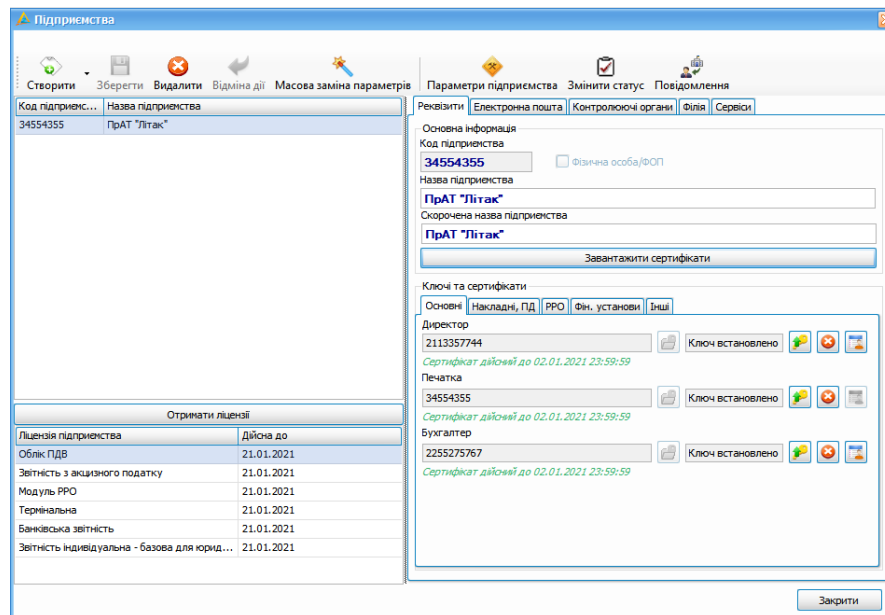 Підприємства
Створити Зберегти Видалити Відміна дії Масова заміна параметрів Параметри підприємства Змінити статус Повідомлення
Код підприємс... Назва підприємства
34554355 ПрАТ "Літак"
Отримати ліцензії
Ліцензія підприємства Дійсна до
Облік ПДВ 21.01.2021
Звітність з акцизного податку 21.01.2021
Модуль РРО 21.01.2021
Термінальна 21.01.2021
Банківська звітність 21.01.2021
Звітність індивідуальна - базова для юрид... 21.01.2021
Реквізити Електронна пошта Контролюючі органи Філія Сервіси
Основна інформація
Код підприємства
34554355 Фізична особа/ФОП
Назва підприємства
ПрАТ "Літак"
Скорочена назва підприємства
ПрАТ "Літак"
Завантажити сертифікати
Ключі та сертифікати
Основні Накладні, ПД РРО Фін. установи Інші
Директор
2113357744 Ключ встановлено
Сертифікат дійсний до 02.01.2021 23:59:59
Печатка
34554355 Ключ встановлено
Сертифікат дійсний до 02.01.2021 23:59:59
Бухгалтер
2255275767 Ключ встановлено
Сертифікат дійсний до 02.01.2021 23:59:59
Закрити